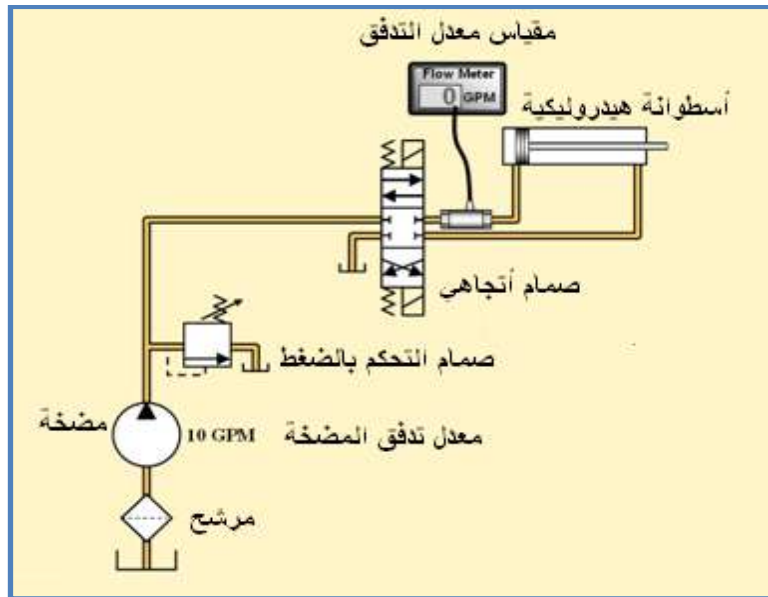 مقياس معدل التدفق
Flow Meter
0 GPM
أسطوانة هيدروليكية
صمام أتجاهي
صمام التحكم بالضغط
مضخة
10 GPM
معدل تدفق المضخة
مرشح